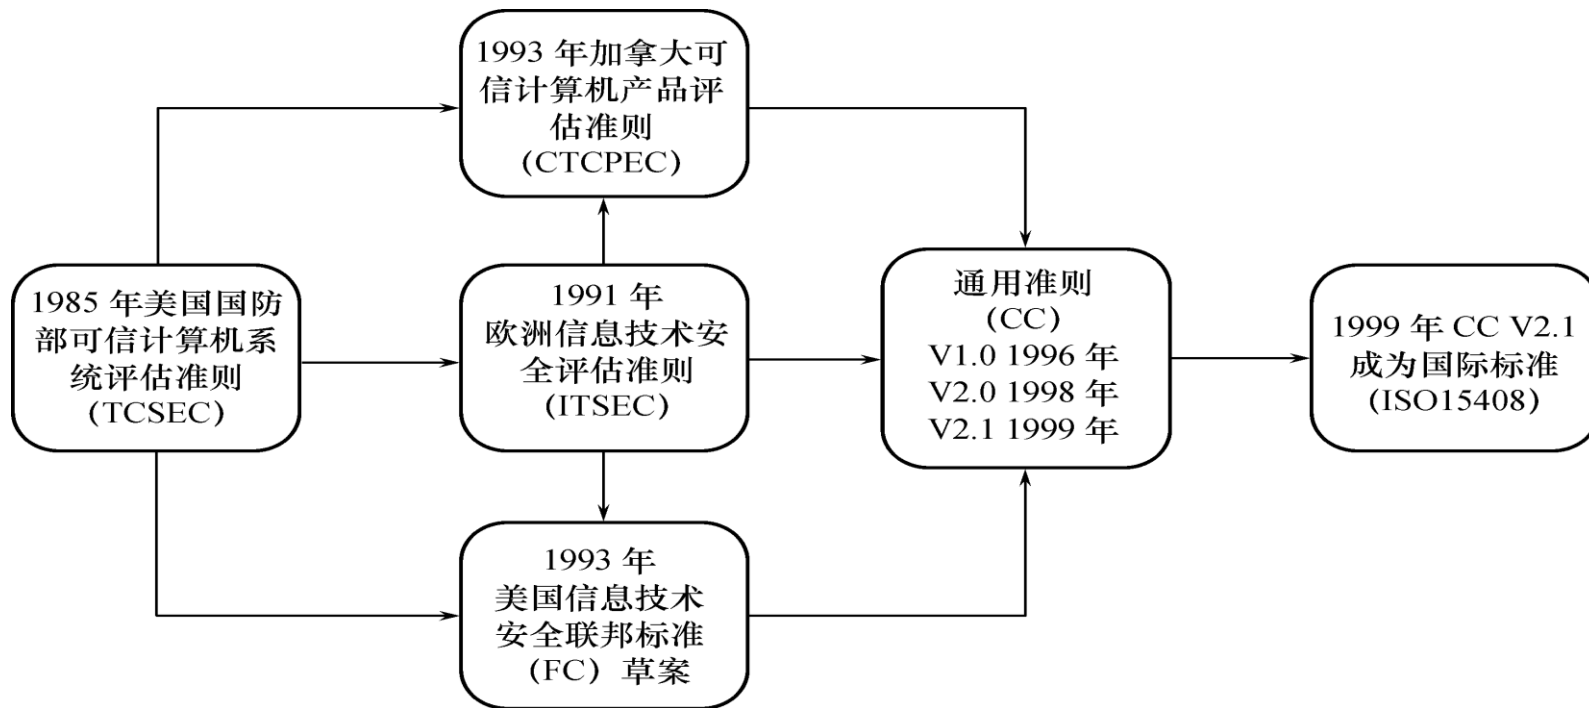 1993 年加拿大可
信计算机产品评
估准则
(CTCPEC)
1985 年美国国防
部可信计算机系
统评估准则
(TCSEC)
1991 年
欧洲信息技术安
全评估准则
(ITSEC)
1993 年
美国信息技术
安全联邦标准
(FC) 草案
通用准则
(CC)
V1.0 1996 年
V2.0 1998 年
V2.1 1999 年
1999 年 CC V2.1
成为国际标准
(ISO15408)